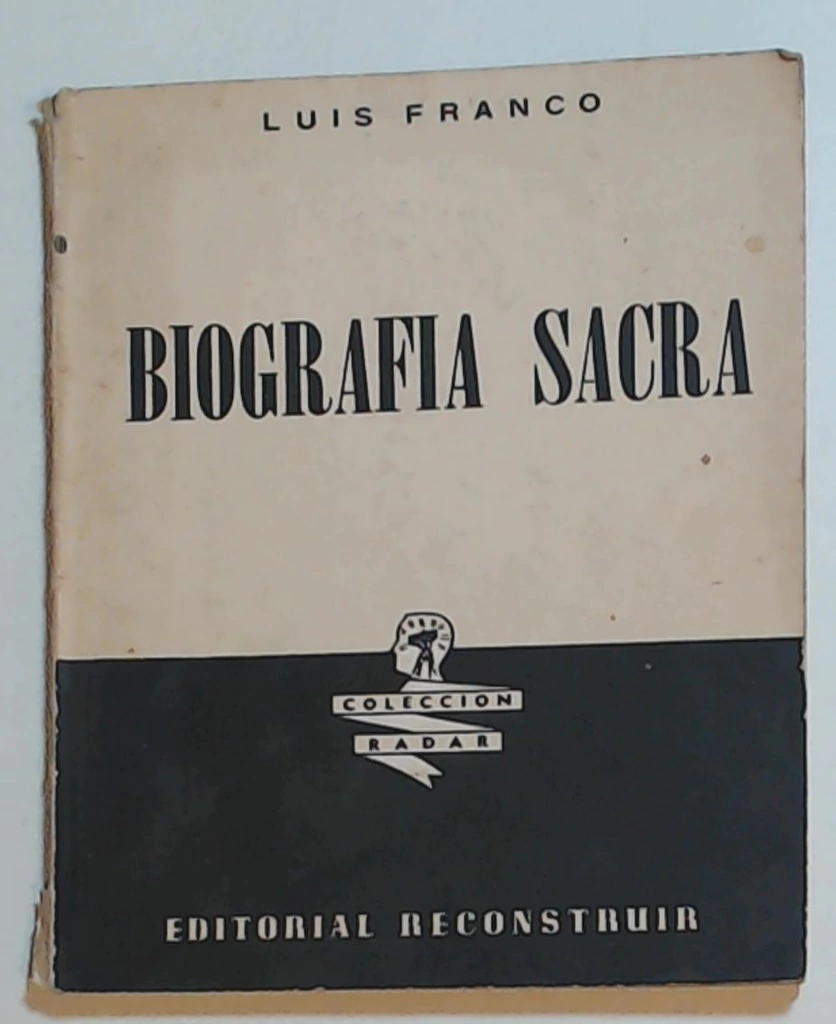 LUIS FRANCO
BIOGRAFIA SACRA
COLECCION
RADAR
EDITORIAL RECONSTRUIR